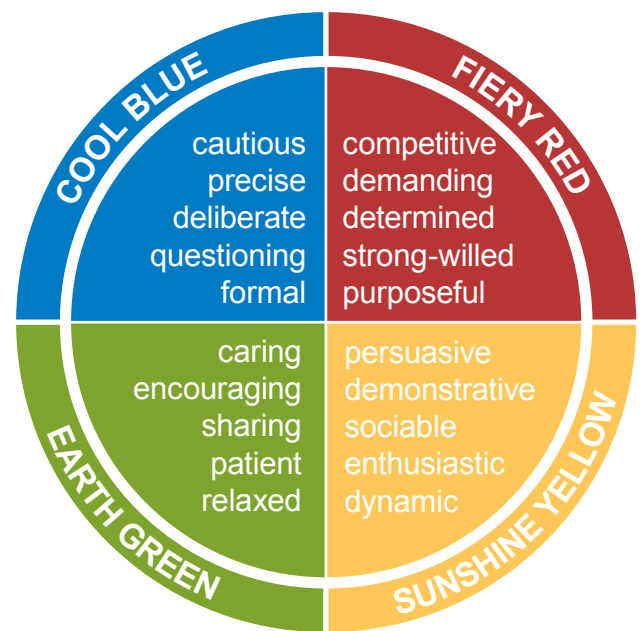 COOL BLUE
cautious
precise
deliberate
questioning
formal
FIERY RED
competitive
demanding
determined
strong-willed
purposeful
EARTH GREEN
caring
encouraging
sharing
patient
relaxed
SUNSHINE YELLOW
persuasive
demonstrative
sociable
enthusiastic
dynamic